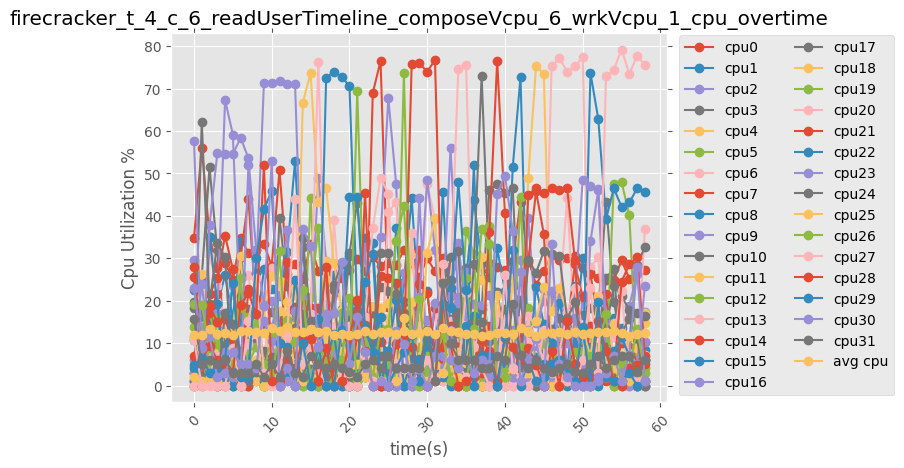 firecracker_t_4_c_6_readUserTimeline_composeVcpu_6_wrkVcpu_1_cpu_overtime
80
70
60
50
40
30
20
10
0
Cpu Utilization %
0
10
20
30
40
50
60
time(s)
cpu0
cpu1
cpu2
cpu3
cpu4
cpu5
cpu6
cpu7
cpu8
cpu9
cpu10
cpu11
cpu12
cpu13
cpu14
cpu15
cpu16
cpu17
cpu18
cpu19
cpu20
cpu21
cpu22
cpu23
cpu24
cpu25
cpu26
cpu27
cpu28
cpu29
cpu30
cpu31
avg cpu